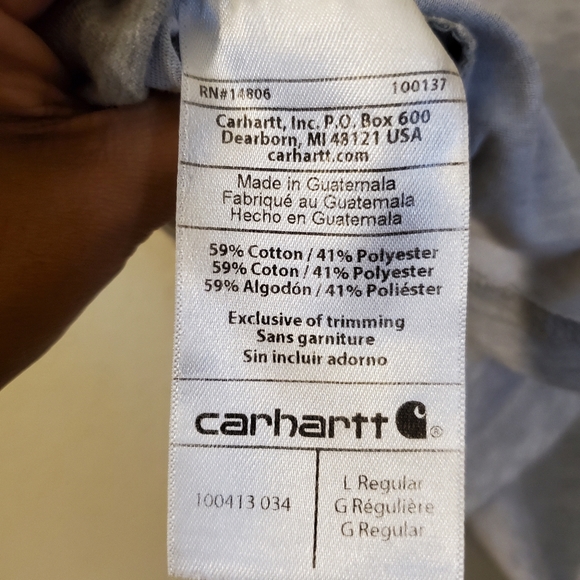 RN#14806 100137
Carhartt, Inc. P.O. Box 600
Dearborn, MI 48121 USA
carhartt.com
Made in Guatemala
Fabriqué au Guatemala
Hecho en Guatemala
59% Cotton / 41% Polyester
59% Coton / 41% Polyester
59% Algodón / 41% Poliéster
Exclusive of trimming
Sans garniture
Sin incluir adorno
carhartt ®
100413 034
L Regular
G Régulière
G Regular